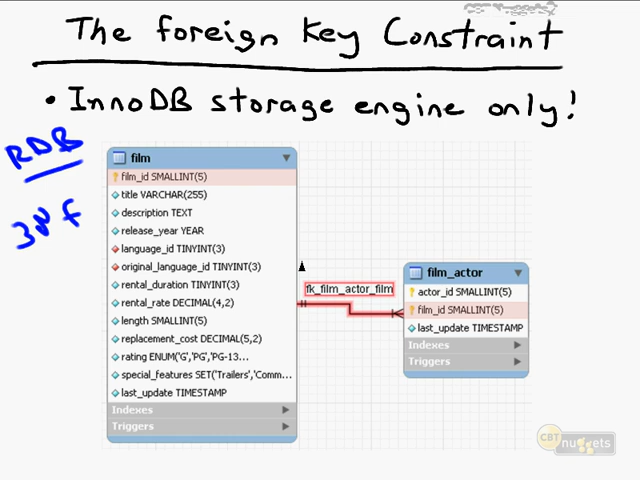 The foreign Key Constraint
• InnoDB storage engine only!
RDB
3NF
film
film_id SMALLINT(5)
title VARCHAR(255)
description TEXT
release_year YEAR
language_id TINYINT(3)
original_language_id TINYINT(3)
rental_duration TINYINT(3)
rental_rate DECIMAL(4,2)
length SMALLINT(5)
replacement_cost DECIMAL(5,2)
rating ENUM('G','PG','PG-13...
special_features SET('Trailers','Comm...
last_update TIMESTAMP
Indexes
Triggers
fk_film_actor_film
film_actor
actor_id SMALLINT(5)
film_id SMALLINT(5)
last_update TIMESTAMP
Indexes
Triggers
CBT nuggets